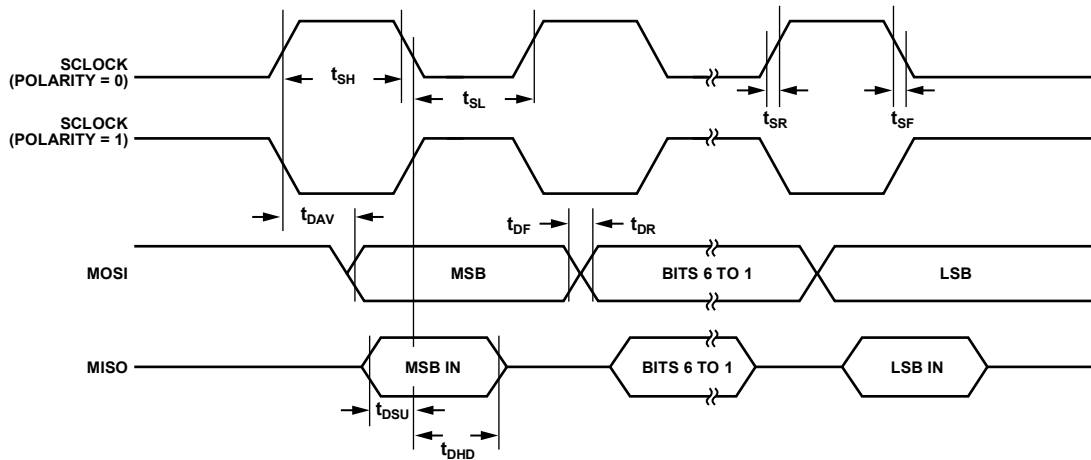 SCLOCK
(POLARITY = 0)
tSH
tSL
tSR
tSF
SCLOCK
(POLARITY = 1)
tDAV
tDF
tDR
MOSI
MSB
BITS 6 TO 1
LSB
MISO
MSB IN
BITS 6 TO 1
LSB IN
tDSU
tDHD